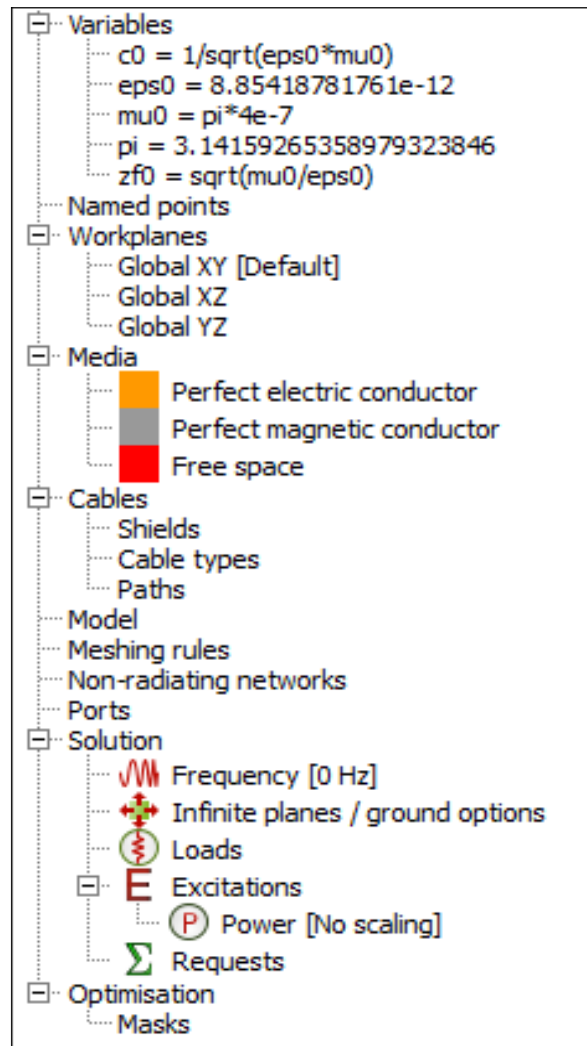 Variables
c0 = 1/sqrt(eps0*mu0)
eps0 = 8.85418781761e-12
mu0 = pi*4e-7
pi = 3.14159265358979323846
zf0 = sqrt(mu0/eps0)
Named points
Workplanes
Global XY [Default]
Global XZ
Global YZ
Media
Perfect electric conductor
Perfect magnetic conductor
Free space
Cables
Shields
Cable types
Paths
Model
Meshing rules
Non-radiating networks
Ports
Solution
Frequency [0 Hz]
Infinite planes / ground options
Loads
E Excitations
P Power [No scaling]
Σ Requests
Optimisation
Masks